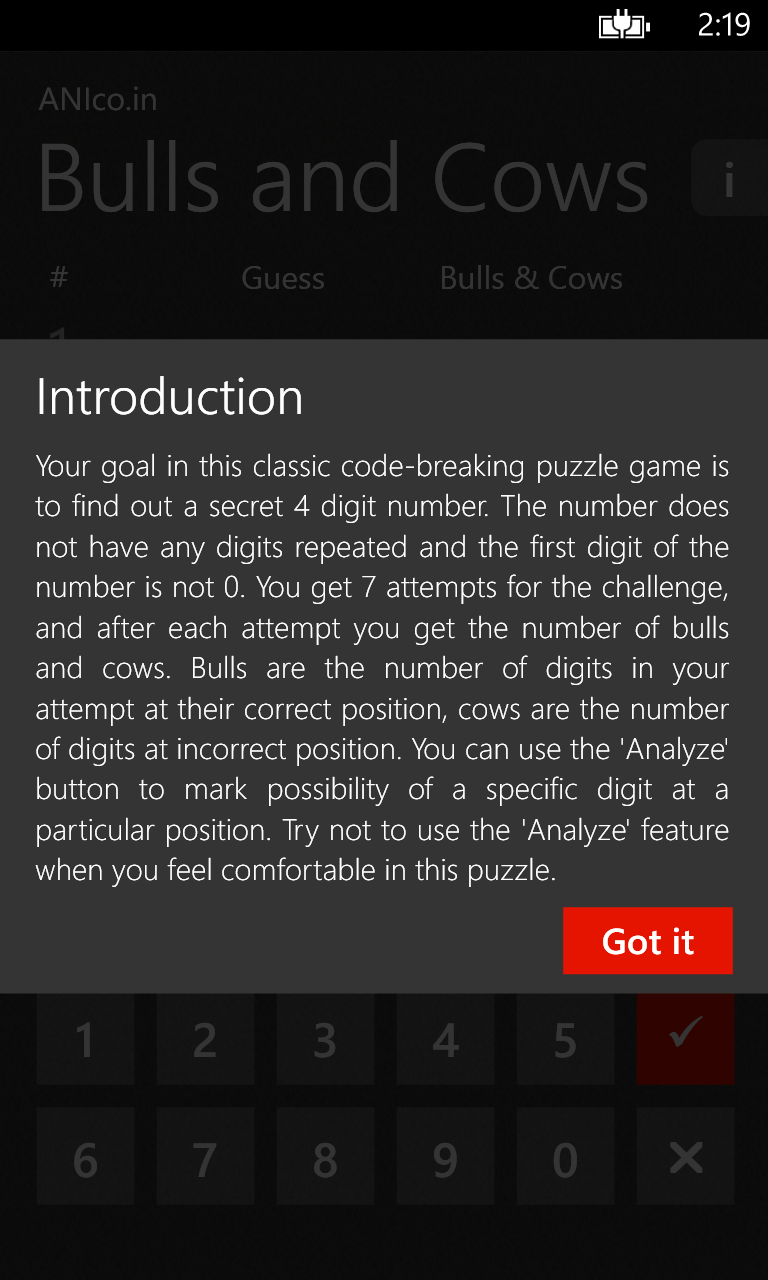 2:19
ANIco.in
Bulls and Cows
i
# Guess Bulls & Cows
1
Introduction
Your goal in this classic code-breaking puzzle game is
to find out a secret 4 digit number. The number does
not have any digits repeated and the first digit of the
number is not 0. You get 7 attempts for the challenge,
and after each attempt you get the number of bulls
and cows. Bulls are the number of digits in your
attempt at their correct position, cows are the number
of digits at incorrect position. You can use the 'Analyze'
button to mark possibility of a specific digit at a
particular position. Try not to use the 'Analyze' feature
when you feel comfortable in this puzzle.
Got it
1 2 3 4 5
6 7 8 9 0